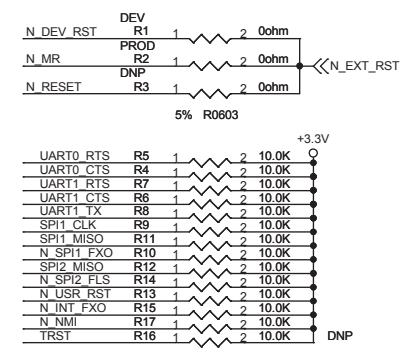 DEV
N_DEV_RST R1 1 2 0ohm
PROD
N_MR R2 1 2 0ohm
N_EXT_RST
DNP
N_RESET R3 1 2 0ohm
5% R0603
+3.3V
UART0_RTS R5 1 2 10.0K
UART0_CTS R4 1 2 10.0K
UART1_RTS R7 1 2 10.0K
UART1_CTS R6 1 2 10.0K
UART1_TX R8 1 2 10.0K
SPI1_CLK R9 1 2 10.0K
SPI1_MISO R11 1 2 10.0K
N_SPI1_FXO R10 1 2 10.0K
SPI2_MISO R12 1 2 10.0K
N_SPI2_FLS R14 1 2 10.0K
N_USR_RST R13 1 2 10.0K
N_INT_FXO R15 1 2 10.0K
N_NMI R17 1 2 10.0K
TRST R16 1 2 10.0K DNP